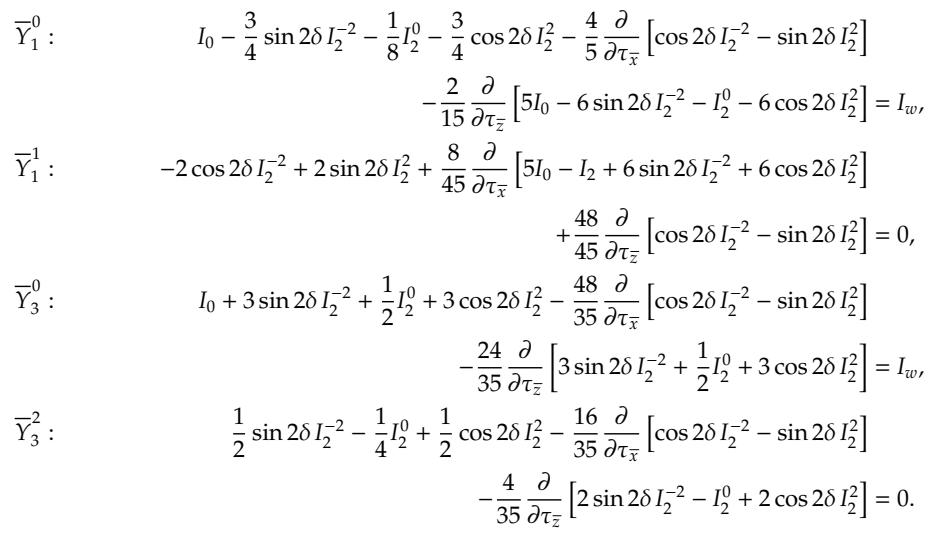 $\overline{Y}_1^0:\quad I_0 - \frac{3}{4}\sin 2\delta\, I_2^{-2} - \frac{1}{8}I_2^0 - \frac{3}{4}\cos 2\delta\, I_2^2 - \frac{4}{5}\frac{\partial}{\partial\tau_{\overline{x}}}\left[\cos 2\delta\, I_2^{-2} - \sin 2\delta\, I_2^2\right]$
$-\frac{2}{15}\frac{\partial}{\partial\tau_{\overline{z}}}\left[5I_0 - 6\sin 2\delta\, I_2^{-2} - I_2^0 - 6\cos 2\delta\, I_2^2\right] = I_w,$
$\overline{Y}_1^1:\quad -2\cos 2\delta\, I_2^{-2} + 2\sin 2\delta\, I_2^2 + \frac{8}{45}\frac{\partial}{\partial\tau_{\overline{x}}}\left[5I_0 - I_2 + 6\sin 2\delta\, I_2^{-2} + 6\cos 2\delta\, I_2^2\right]$
$+\frac{48}{45}\frac{\partial}{\partial\tau_{\overline{z}}}\left[\cos 2\delta\, I_2^{-2} - \sin 2\delta\, I_2^2\right] = 0,$
$\overline{Y}_3^0:\quad I_0 + 3\sin 2\delta\, I_2^{-2} + \frac{1}{2}I_2^0 + 3\cos 2\delta\, I_2^2 - \frac{48}{35}\frac{\partial}{\partial\tau_{\overline{x}}}\left[\cos 2\delta\, I_2^{-2} - \sin 2\delta\, I_2^2\right]$
$-\frac{24}{35}\frac{\partial}{\partial\tau_{\overline{z}}}\left[3\sin 2\delta\, I_2^{-2} + \frac{1}{2}I_2^0 + 3\cos 2\delta\, I_2^2\right] = I_w,$
$\overline{Y}_3^2:\quad \frac{1}{2}\sin 2\delta\, I_2^{-2} - \frac{1}{4}I_2^0 + \frac{1}{2}\cos 2\delta\, I_2^2 - \frac{16}{35}\frac{\partial}{\partial\tau_{\overline{x}}}\left[\cos 2\delta\, I_2^{-2} - \sin 2\delta\, I_2^2\right]$
$-\frac{4}{35}\frac{\partial}{\partial\tau_{\overline{z}}}\left[2\sin 2\delta\, I_2^{-2} - I_2^0 + 2\cos 2\delta\, I_2^2\right] = 0.$